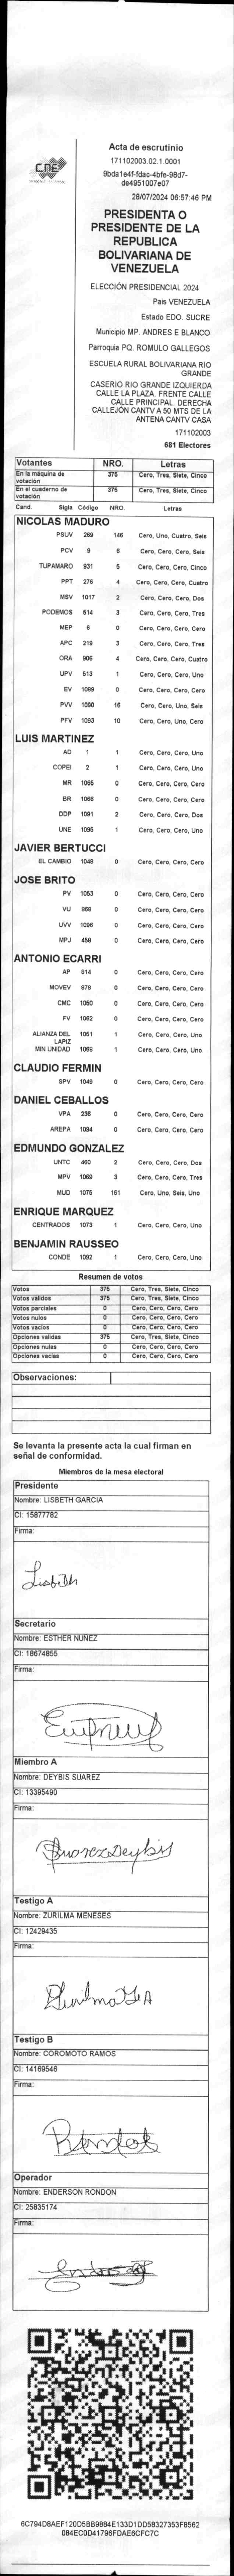 CNE
Acta de escrutinio
171102003.02.1.0001
9bda1e4f-fdac-4bfe-98d7-
de4951007e07
28/07/2024 06:57:46 PM
PRESIDENTA O
PRESIDENTE DE LA
REPUBLICA
BOLIVARIANA DE
VENEZUELA
ELECCIÓN PRESIDENCIAL 2024
Pais VENEZUELA
Estado EDO. SUCRE
Municipio MP. ANDRES E BLANCO
Parroquia PQ. ROMULO GALLEGOS
ESCUELA RURAL BOLIVARIANA RIO
GRANDE
CASERIO RIO GRANDE IZQUIERDA
CALLE LA PLAZA. FRENTE CALLE
CALLE PRINCIPAL. DERECHA
CALLEJÓN CANTV A 50 MTS DE LA
ANTENA CANTV CASA
171102003
681 Electores
Votantes NRO. Letras
En la máquina de votación 375 Cero, Tres, Siete, Cinco
En el cuaderno de votación 375 Cero, Tres, Siete, Cinco
Cand. Sigla Código NRO. Letras
NICOLAS MADURO
PSUV 269 146 Cero, Uno, Cuatro, Seis
PCV 9 6 Cero, Cero, Cero, Seis
TUPAMARO 931 5 Cero, Cero, Cero, Cinco
PPT 276 4 Cero, Cero, Cero, Cuatro
MSV 1017 2 Cero, Cero, Cero, Dos
PODEMOS 514 3 Cero, Cero, Cero, Tres
MEP 6 0 Cero, Cero, Cero, Cero
APC 219 3 Cero, Cero, Cero, Tres
ORA 906 4 Cero, Cero, Cero, Cuatro
UPV 513 1 Cero, Cero, Cero, Uno
EV 1089 0 Cero, Cero, Cero, Cero
PVV 1090 16 Cero, Cero, Uno, Seis
PFV 1093 10 Cero, Cero, Uno, Cero
LUIS MARTINEZ
AD 1 1 Cero, Cero, Cero, Uno
COPEI 2 1 Cero, Cero, Cero, Uno
MR 1065 0 Cero, Cero, Cero, Cero
BR 1066 0 Cero, Cero, Cero, Cero
DDP 1091 2 Cero, Cero, Cero, Dos
UNE 1095 1 Cero, Cero, Cero, Uno
JAVIER BERTUCCI
EL CAMBIO 1048 0 Cero, Cero, Cero, Cero
JOSE BRITO
PV 1053 0 Cero, Cero, Cero, Cero
VU 868 0 Cero, Cero, Cero, Cero
UVV 1096 0 Cero, Cero, Cero, Cero
MPJ 458 0 Cero, Cero, Cero, Cero
ANTONIO ECARRI
AP 814 0 Cero, Cero, Cero, Cero
MOVEV 878 0 Cero, Cero, Cero, Cero
CMC 1050 0 Cero, Cero, Cero, Cero
FV 1062 0 Cero, Cero, Cero, Cero
ALIANZA DEL LAPIZ 1051 1 Cero, Cero, Cero, Uno
MIN UNIDAD 1068 1 Cero, Cero, Cero, Uno
CLAUDIO FERMIN
SPV 1049 0 Cero, Cero, Cero, Cero
DANIEL CEBALLOS
VPA 236 0 Cero, Cero, Cero, Cero
AREPA 1094 0 Cero, Cero, Cero, Cero
EDMUNDO GONZALEZ
UNTC 460 2 Cero, Cero, Cero, Dos
MPV 1069 3 Cero, Cero, Cero, Tres
MUD 1075 161 Cero, Uno, Seis, Uno
ENRIQUE MARQUEZ
CENTRADOS 1073 1 Cero, Cero, Cero, Uno
BENJAMIN RAUSSEO
CONDE 1092 1 Cero, Cero, Cero, Uno
Resumen de votos
Votos 375 Cero, Tres, Siete, Cinco
Votos validos 375 Cero, Tres, Siete, Cinco
Votos parciales 0 Cero, Cero, Cero, Cero
Votos nulos 0 Cero, Cero, Cero, Cero
Votos vacios 0 Cero, Cero, Cero, Cero
Opciones validas 375 Cero, Tres, Siete, Cinco
Opciones nulas 0 Cero, Cero, Cero, Cero
Opciones vacias 0 Cero, Cero, Cero, Cero
Observaciones:
Se levanta la presente acta la cual firman en
señal de conformidad.
Miembros de la mesa electoral
Presidente
Nombre: LISBETH GARCIA
CI: 15877782
Firma:
Lisbeth
Secretario
Nombre: ESTHER NUÑEZ
CI: 18674855
Firma:
Miembro A
Nombre: DEYBIS SUAREZ
CI: 13395490
Firma:
Suarez Deybis
Testigo A
Nombre: ZURILMA MENESES
CI: 12429435
Firma:
Testigo B
Nombre: COROMOTO RAMOS
CI: 14169546
Firma:
Operador
Nombre: ENDERSON RONDON
CI: 25835174
Firma:
6C794D8AEF120D5BB9884E133D1DD58327353F8562
084EC0D41796FDAE6CFC7C